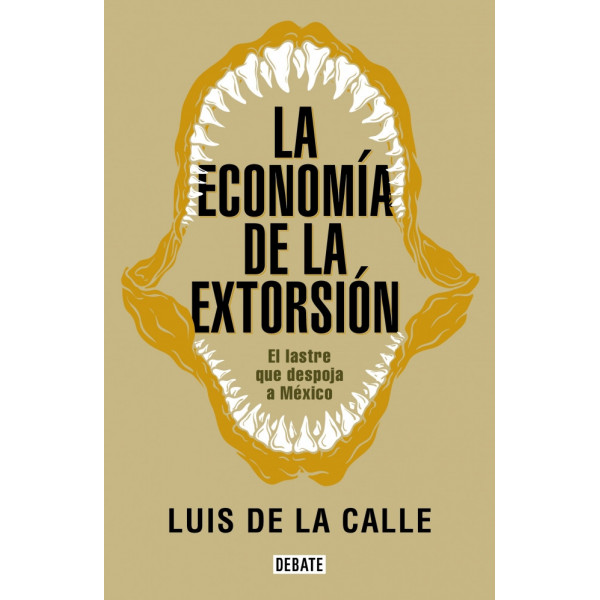 LA
ECONOMÍA
DE LA
EXTORSIÓN
El lastre
que despoja
a México
LUIS DE LA CALLE
DEBATE